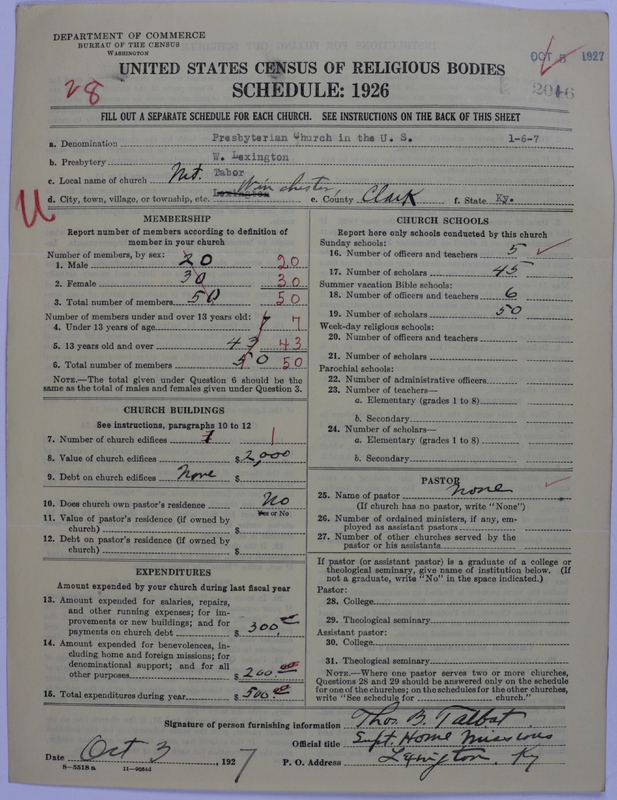 DEPARTMENT OF COMMERCE
BUREAU OF THE CENSUS
WASHINGTON
OCT 5 1927
28
UNITED STATES CENSUS OF RELIGIOUS BODIES
SCHEDULE: 1926
FILL OUT A SEPARATE SCHEDULE FOR EACH CHURCH. SEE INSTRUCTIONS ON THE BACK OF THIS SHEET
a. Denomination Presbyterian Church in the U. S. 1-6-7
b. Presbytery W. Lexington
c. Local name of church Mt. Tabor
d. City, town, village, or township, etc. Lexington Winchester, e. County Clark f. State Ky.
U
MEMBERSHIP
Report number of members according to definition of
member in your church
Number of members, by sex:
1. Male 20 20
2. Female 30 30
3. Total number of members 50 50
Number of members under and over 13 years old:
4. Under 13 years of age 7 7
5. 13 years old and over 43 43
6. Total number of members 50 50
NOTE.—The total given under Question 6 should be the
same as the total of males and females given under Question 3.
CHURCH BUILDINGS
See instructions, paragraphs 10 to 12
7. Number of church edifices 1 1
8. Value of church edifices $ 2,000
9. Debt on church edifices None $
10. Does church own pastor's residence No
Yes or No
11. Value of pastor's residence (if owned by
church) $
12. Debt on pastor's residence (if owned by
church) $
EXPENDITURES
Amount expended by your church during last fiscal year
13. Amount expended for salaries, repairs,
and other running expenses; for im-
provements or new buildings; and for
payments on church debt $ 300.00
14. Amount expended for benevolences, in-
cluding home and foreign missions; for
denominational support; and for all
other purposes $ 200.00
15. Total expenditures during year $ 500.00
CHURCH SCHOOLS
Report here only schools conducted by this church
Sunday schools:
16. Number of officers and teachers 5
17. Number of scholars 45
Summer vacation Bible schools:
18. Number of officers and teachers 6
19. Number of scholars 50
Week-day religious schools:
20. Number of officers and teachers
21. Number of scholars
Parochial schools:
22. Number of administrative officers
23. Number of teachers—
a. Elementary (grades 1 to 8)
b. Secondary
24. Number of scholars—
a. Elementary (grades 1 to 8)
b. Secondary
PASTOR
25. Name of pastor None
(If church has no pastor, write "None")
26. Number of ordained ministers, if any, em-
ployed as assistant pastors
27. Number of other churches served by the
pastor or his assistants
If pastor (or assistant pastor) is a graduate of a college or
theological seminary, give name of institution below. (If
not a graduate, write "No" in the space indicated.)
Pastor:
28. College
29. Theological seminary
Assistant pastor:
30. College
31. Theological seminary
NOTE.—Where one pastor serves two or more churches,
Questions 28 and 29 should be answered only on the schedule
for one of the churches; on the schedules for the other churches,
write "See schedule for church."
Signature of person furnishing information Thos. B. Talbot
Official title Supt. Home Missions
Date Oct 3, 1927 P. O. Address Lexington, Ky
8—5518 a